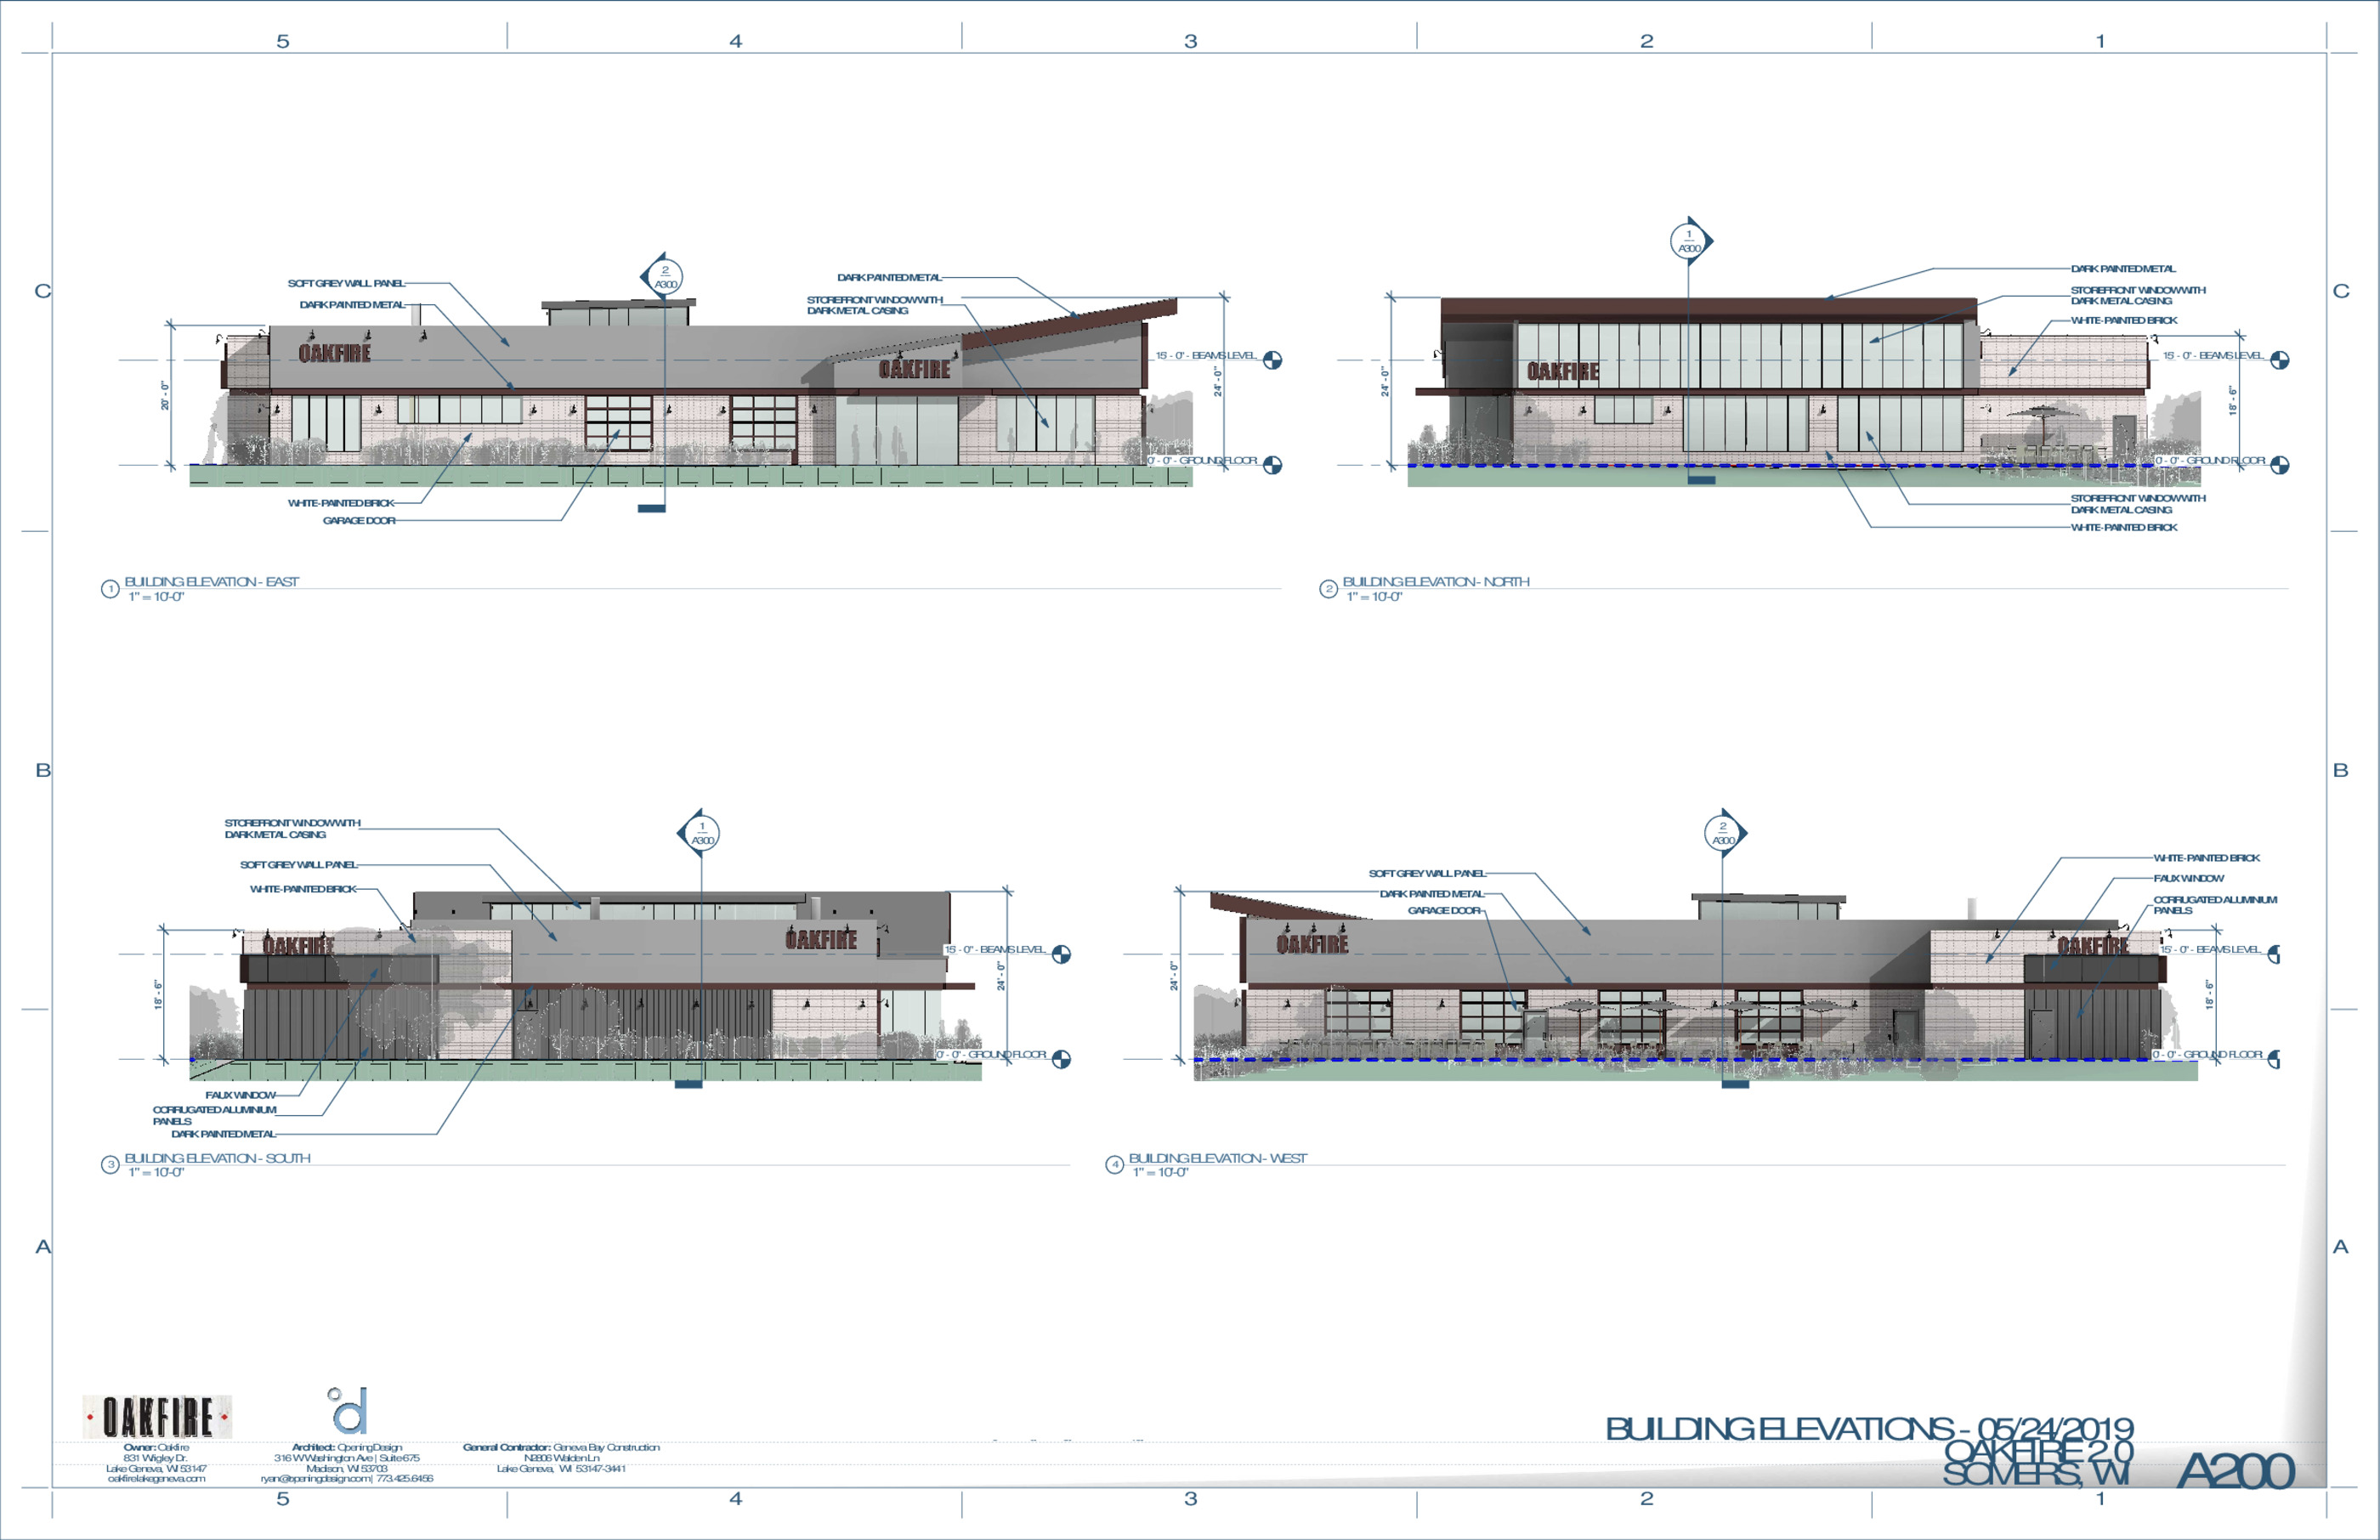 5 4 3 2 1
C
C
2
A300
SOFT GREY WALL PANEL
DARK PAINTED METAL
DARK PAINTED METAL
STOREFRONT WINDOW WITH
DARK METAL CASING
OAKFIRE
OAKFIRE
15' - 0" - BEAMS LEVEL
20' - 0"
24' - 0"
0' - 0" - GROUND FLOOR
WHITE-PAINTED BRICK
GARAGE DOOR
1 BUILDING ELEVATION - EAST
1" = 10'-0"
1
A300
DARK PAINTED METAL
STOREFRONT WINDOW WITH
DARK METAL CASING
WHITE-PAINTED BRICK
OAKFIRE
15' - 0" - BEAMS LEVEL
24' - 0"
18' - 6"
0' - 0" - GROUND FLOOR
STOREFRONT WINDOW WITH
DARK METAL CASING
WHITE-PAINTED BRICK
2 BUILDING ELEVATION - NORTH
1" = 10'-0"
B
B
STOREFRONT WINDOW WITH
DARK METAL CASING
1
A300
SOFT GREY WALL PANEL
WHITE-PAINTED BRICK
OAKFIRE
OAKFIRE
15' - 0" - BEAMS LEVEL
18' - 6"
24' - 0"
0' - 0" - GROUND FLOOR
FAUX WINDOW
CORRUGATED ALUMINIUM
PANELS
DARK PAINTED METAL
3 BUILDING ELEVATION - SOUTH
1" = 10'-0"
2
A300
SOFT GREY WALL PANEL
DARK PAINTED METAL
GARAGE DOOR
WHITE-PAINTED BRICK
FAUX WINDOW
CORRUGATED ALUMINIUM
PANELS
OAKFIRE
OAKFIRE
15' - 0" - BEAMS LEVEL
24' - 0"
18' - 6"
0' - 0" - GROUND FLOOR
4 BUILDING ELEVATION - WEST
1" = 10'-0"
A
A
OAKFIRE
d
Owner: Oakfire
831 Wrigley Dr.
Lake Geneva, WI 53147
oakfirelakegeneva.com
Architect: OpeningDesign
316 W Washington Ave | Suite 675
Madison, WI 53703
ryan@openingdesign.com | 773.425.6456
General Contractor: Geneva Bay Construction
N2806 Walden Ln
Lake Geneva, WI 53147-3441
BUILDING ELEVATIONS - 05/24/2019
OAKFIRE 2.0
SOMERS, WI
A200
5 4 3 2 1